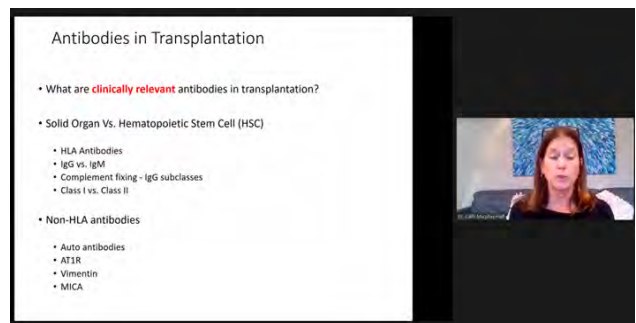 Antibodies in Transplantation
• What are clinically relevant antibodies in transplantation?
• Solid Organ Vs. Hematopoietic Stem Cell (HSC)
• HLA Antibodies
• IgG vs. IgM
• Complement fixing - IgG subclasses
• Class I vs. Class II
• Non-HLA antibodies
• Auto antibodies
• AT1R
• Vimentin
• MICA